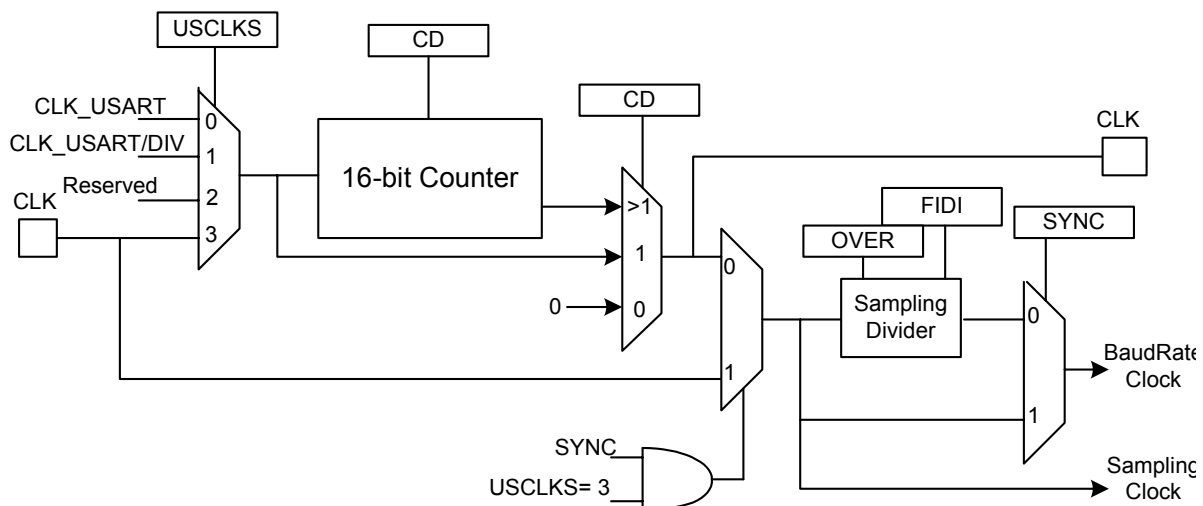 USCLKS
CD
CD
CLK_USART
CLK_USART/DIV
Reserved
CLK
0
1
2
3
16-bit Counter
>1
1
0
0
CLK
FIDI
OVER
SYNC
0
1
Sampling
Divider
0
1
BaudRate
Clock
SYNC
USCLKS= 3
Sampling
Clock